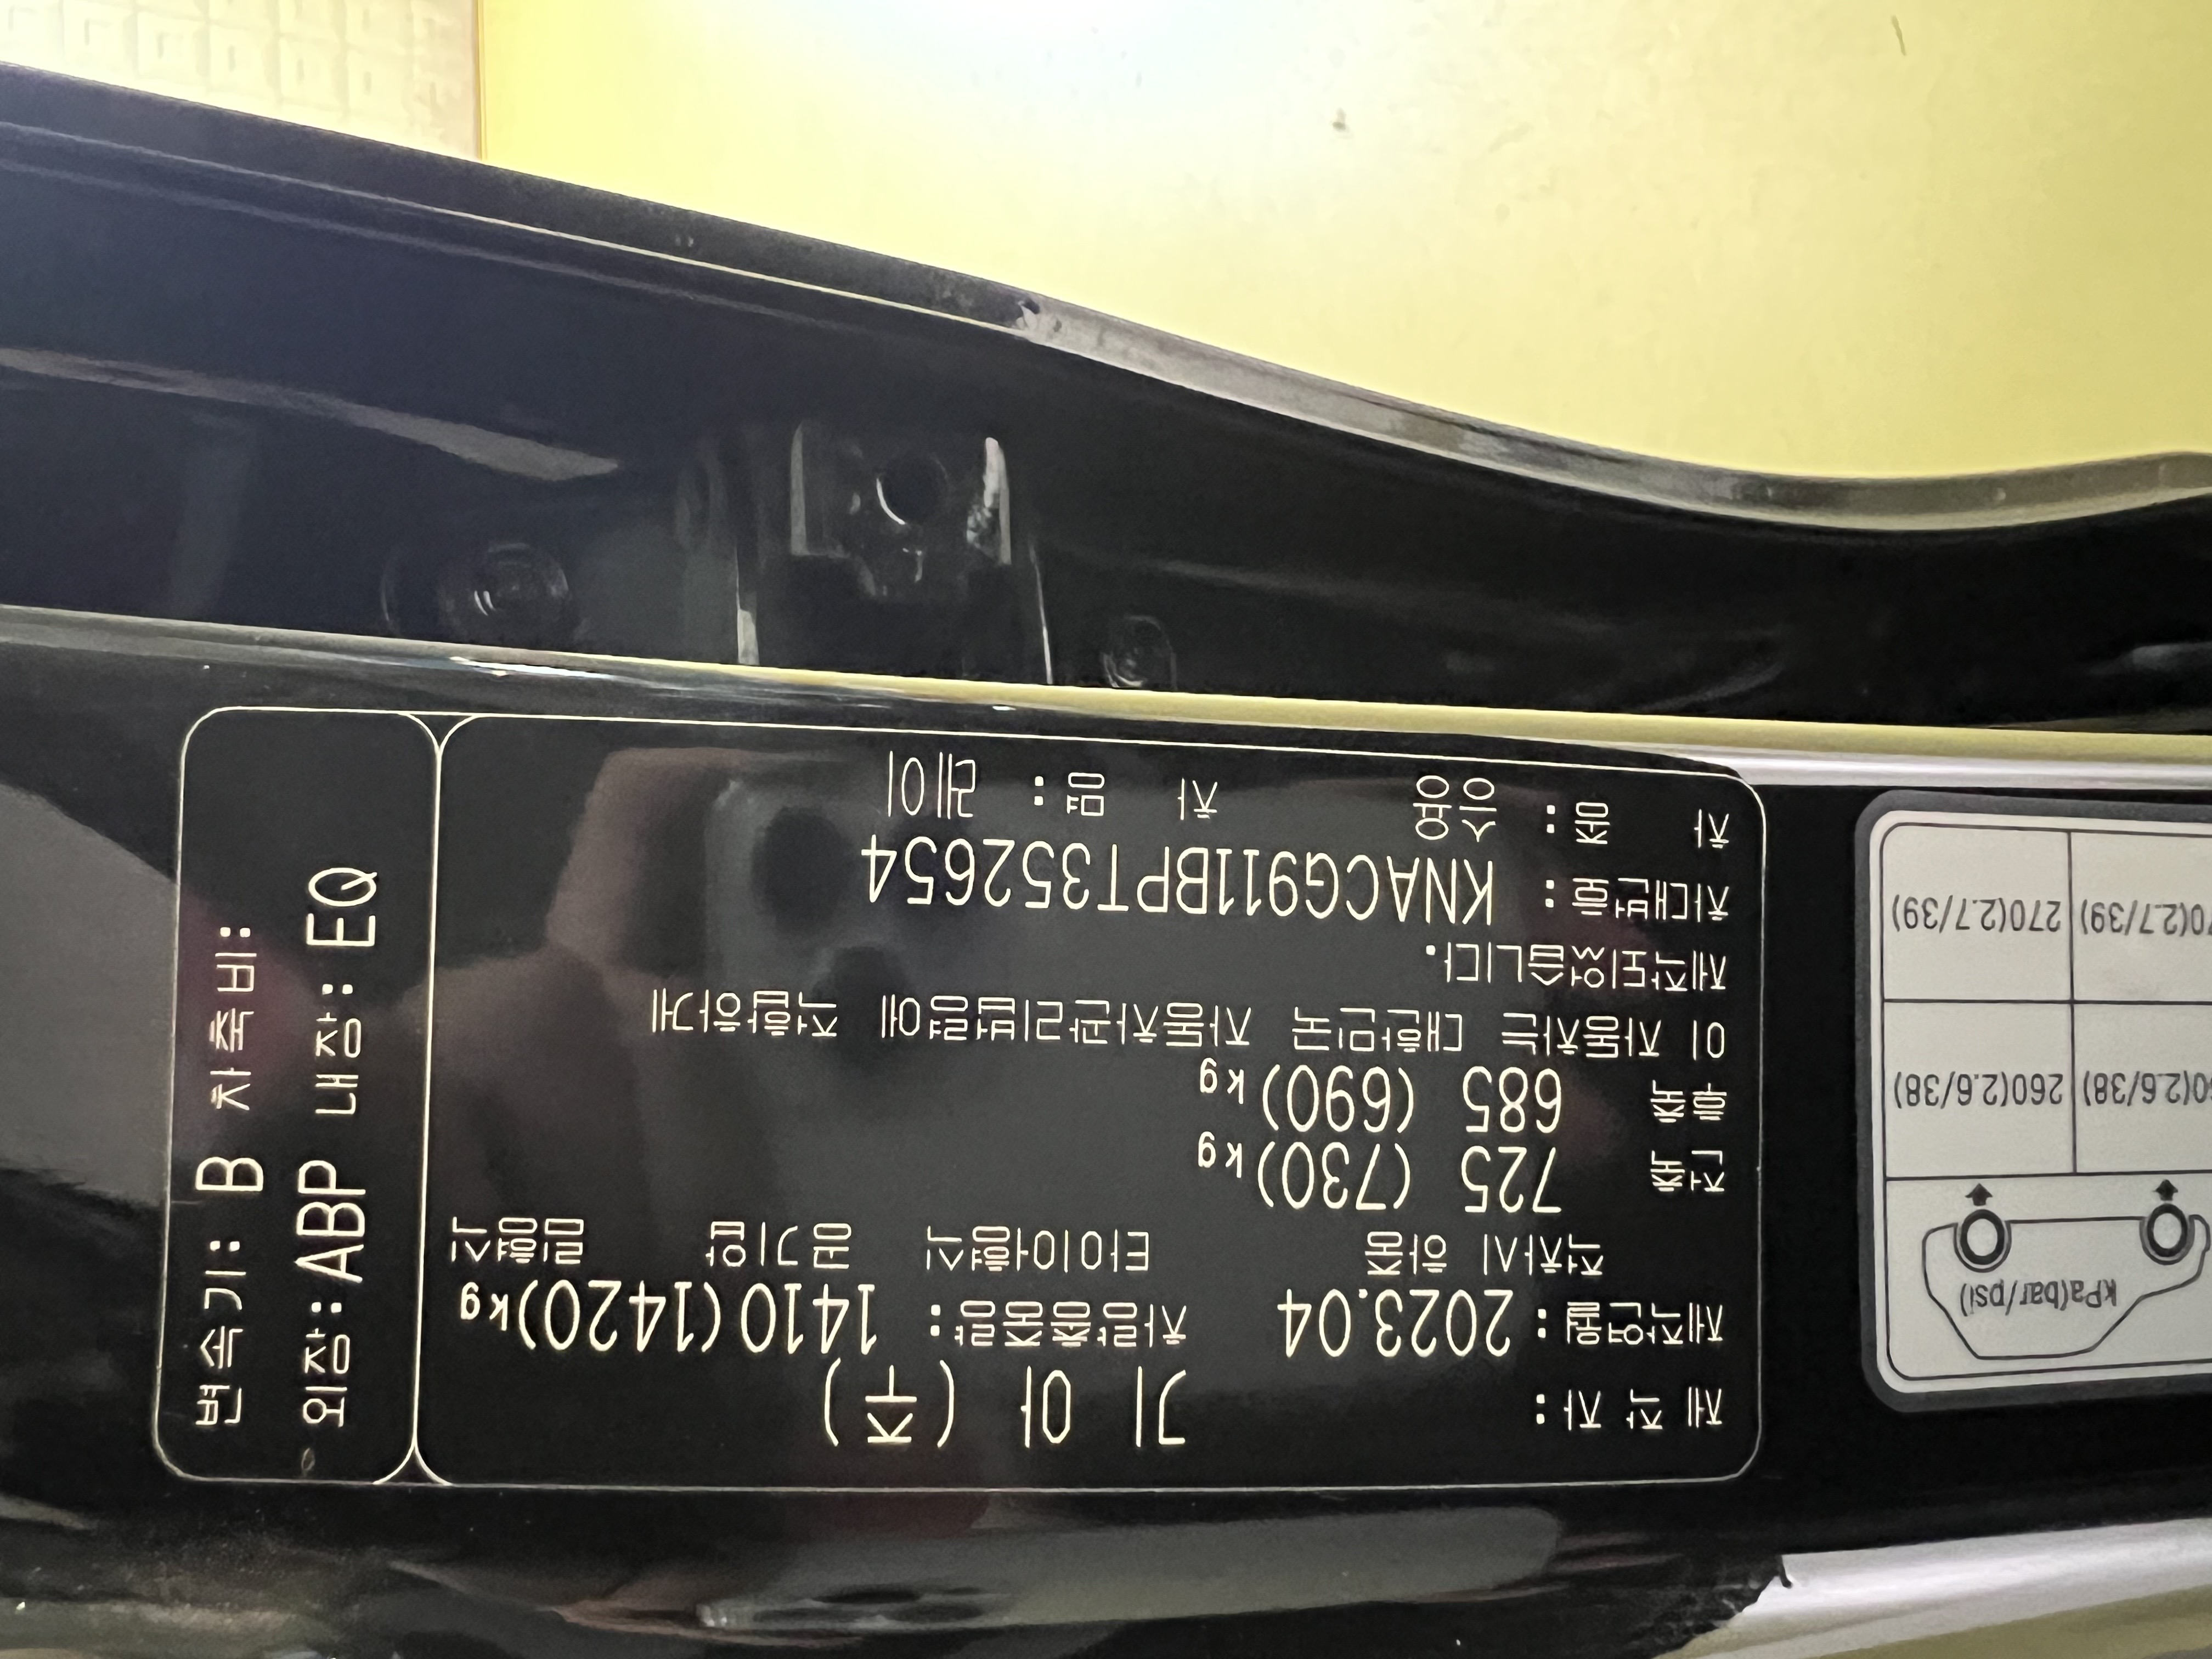 제 작 자: 기 아 (주)
제작연월: 2023.04 차량총중량: 1410(1420)kg
적차시 하중 타이어형식 공기압 림형식
전축 725 (730)kg
후축 685 (690)kg
이 자동차는 대한민국 자동차관리법령에 적합하게
제작되었습니다.
차대번호: KNACG911BPT352654
차 종: 승용 차 명: 레이
변속기: B 차축비:
외장: ABP 내장: EQ
kPa(bar/psi)
260(2.6/38)
270(2.7/39)